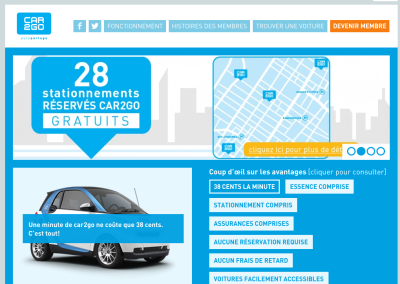 CAR
2GO
FONCTIONNEMENT
HISTOIRES DES MEMBRES
TROUVER UNE VOITURE
DEVENIR MEMBRE
28
stationnements
RÉSERVÉS CAR2GO
GRATUITS
cliquez ici pour plus de dét
Coup d'œil sur les avantages [cliquer pour consulter]
38 CENTS LA MINUTE
ESSENCE COMPRISE
STATIONNEMENT COMPRIS
ASSURANCES COMPRISES
AUCUNE RÉSERVATION REQUISE
AUCUN FRAIS DE RETARD
VOITURES FACILEMENT ACCESSIBLES
Une minute de car2go ne coûte que 38 cents.
C'est tout!